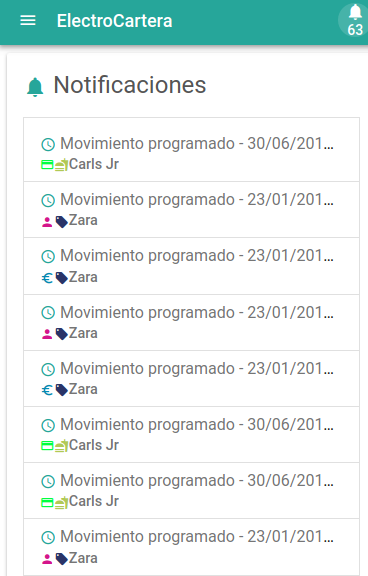 ElectroCartera
63
Notificaciones
Movimiento programado - 30/06/201...
Carls Jr
Movimiento programado - 23/01/201...
Zara
Movimiento programado - 23/01/201...
Zara
Movimiento programado - 23/01/201...
Zara
Movimiento programado - 23/01/201...
Zara
Movimiento programado - 30/06/201...
Carls Jr
Movimiento programado - 30/06/201...
Carls Jr
Movimiento programado - 23/01/201...
Zara